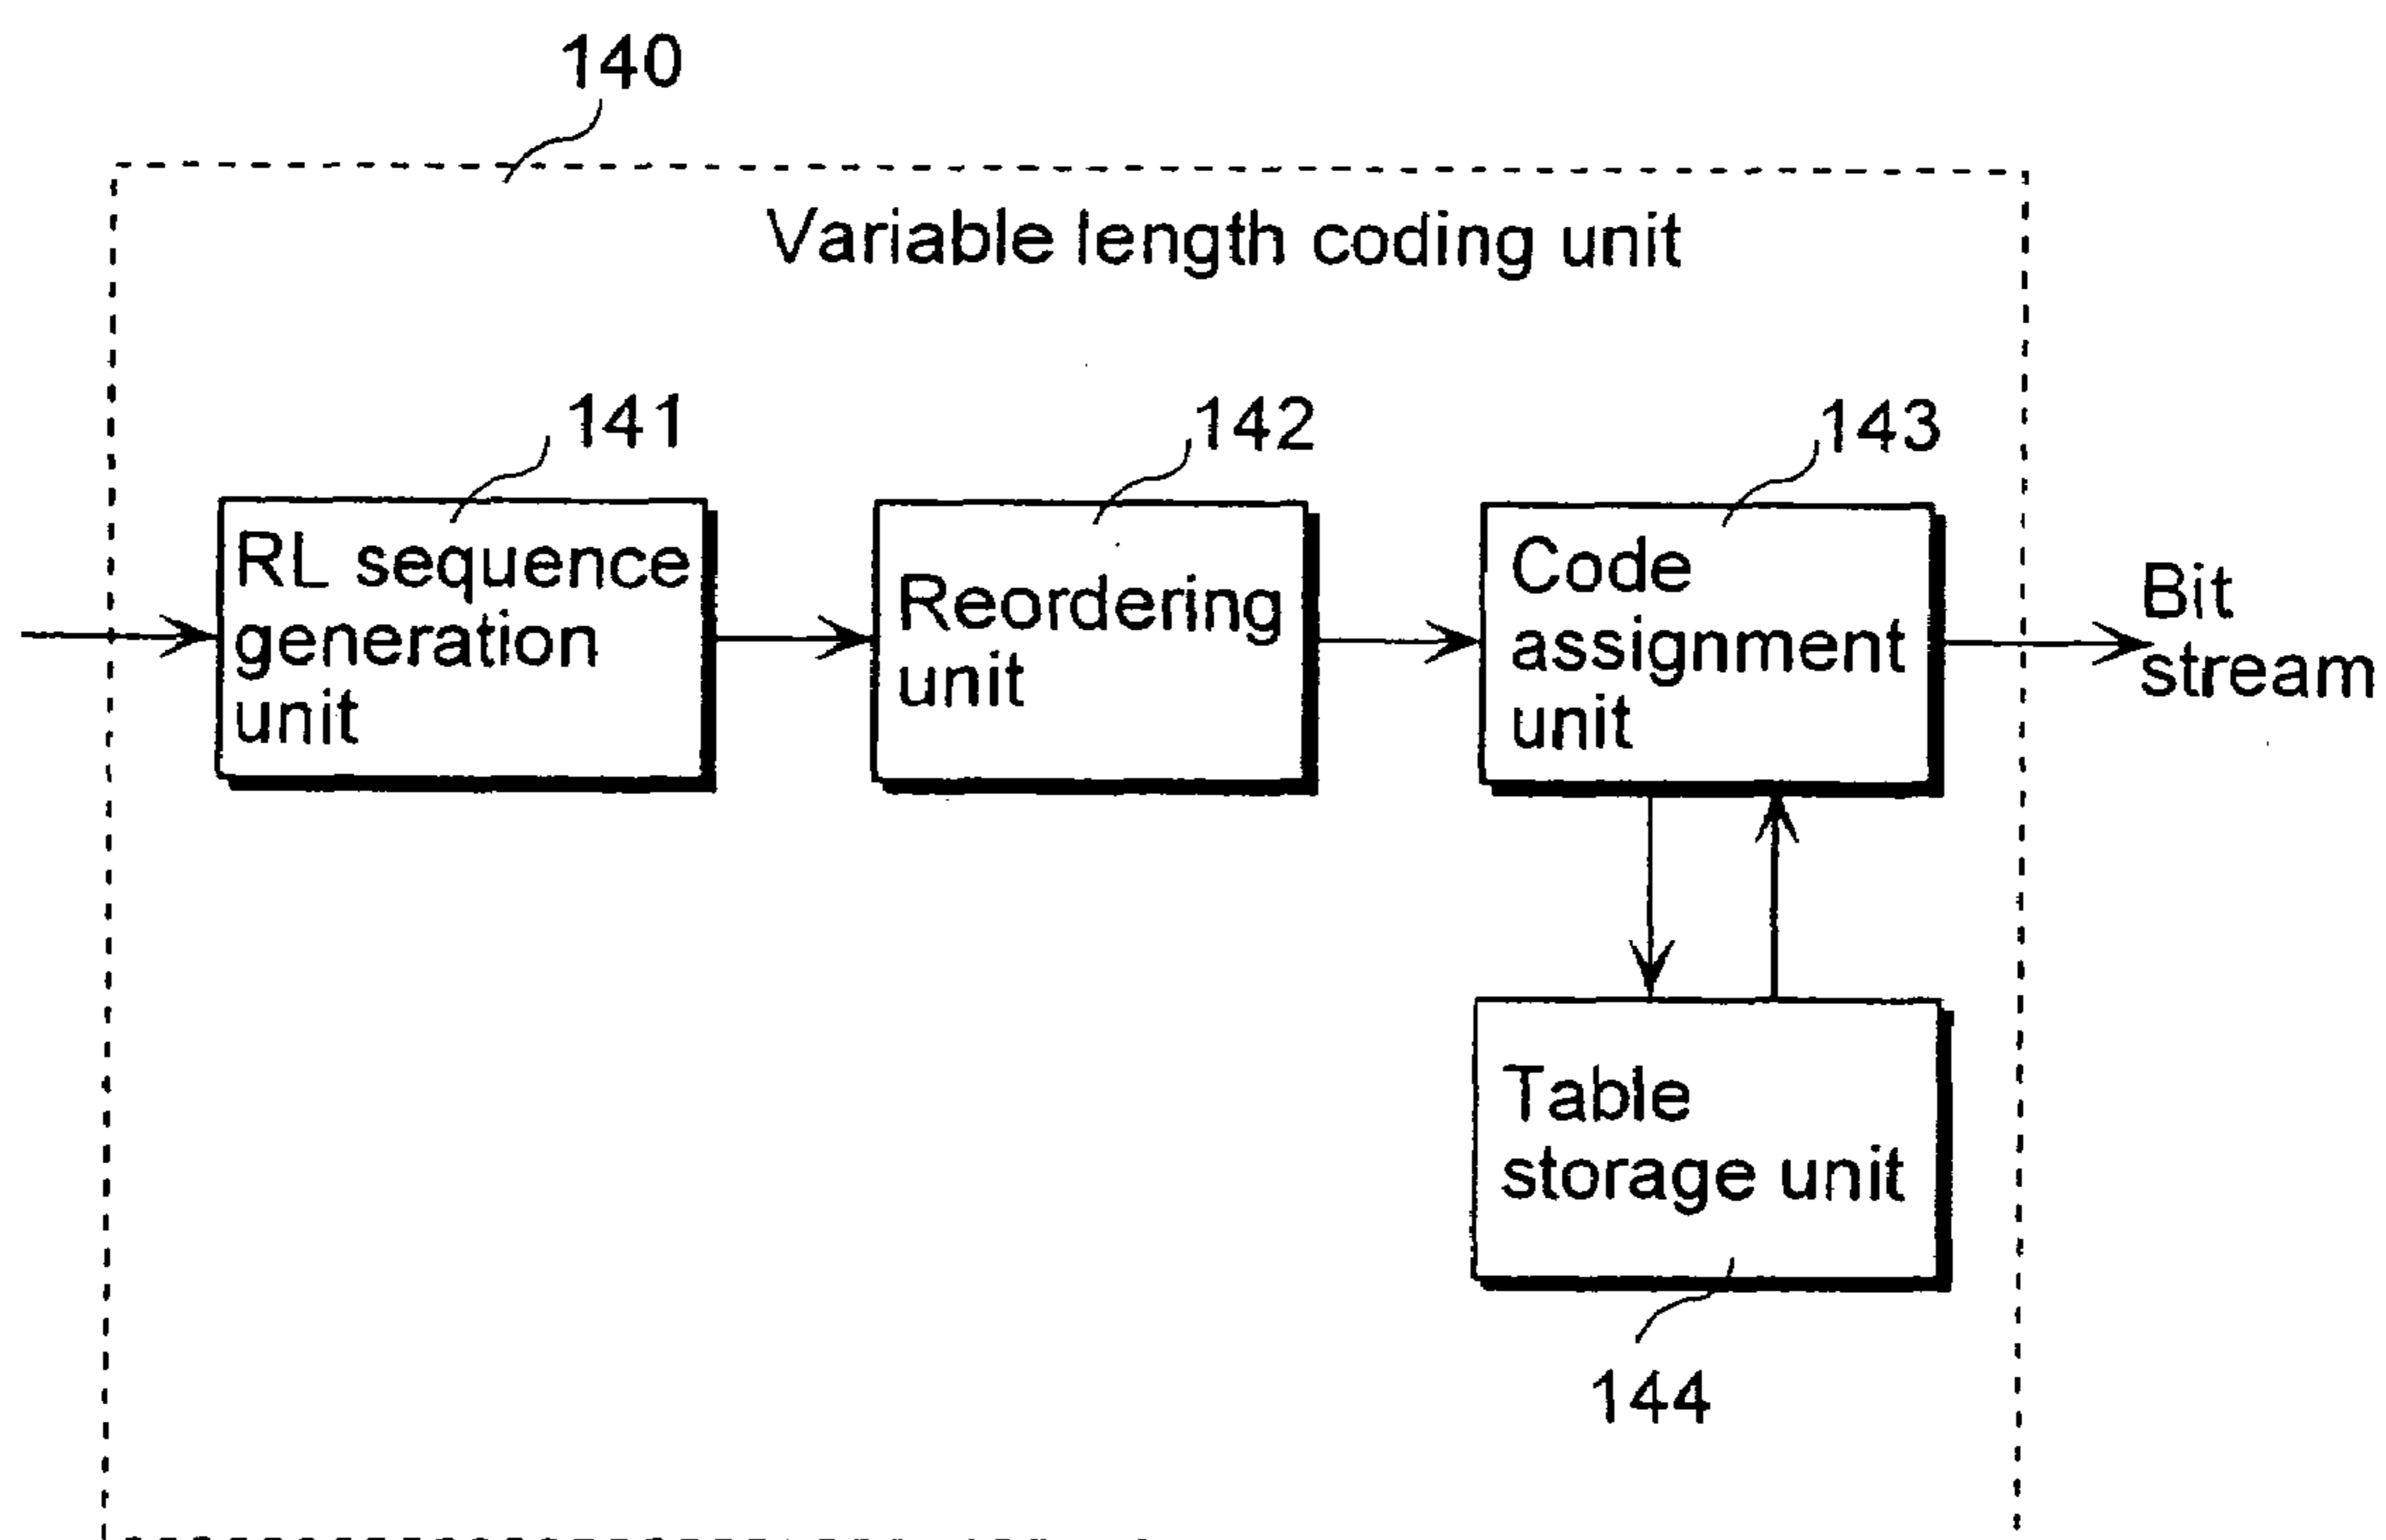 140
Variable length coding unit
141
142
143
RL sequence
generation
unit
Reordering
unit
Code
assignment
unit
Bit
stream
Table
storage unit
144